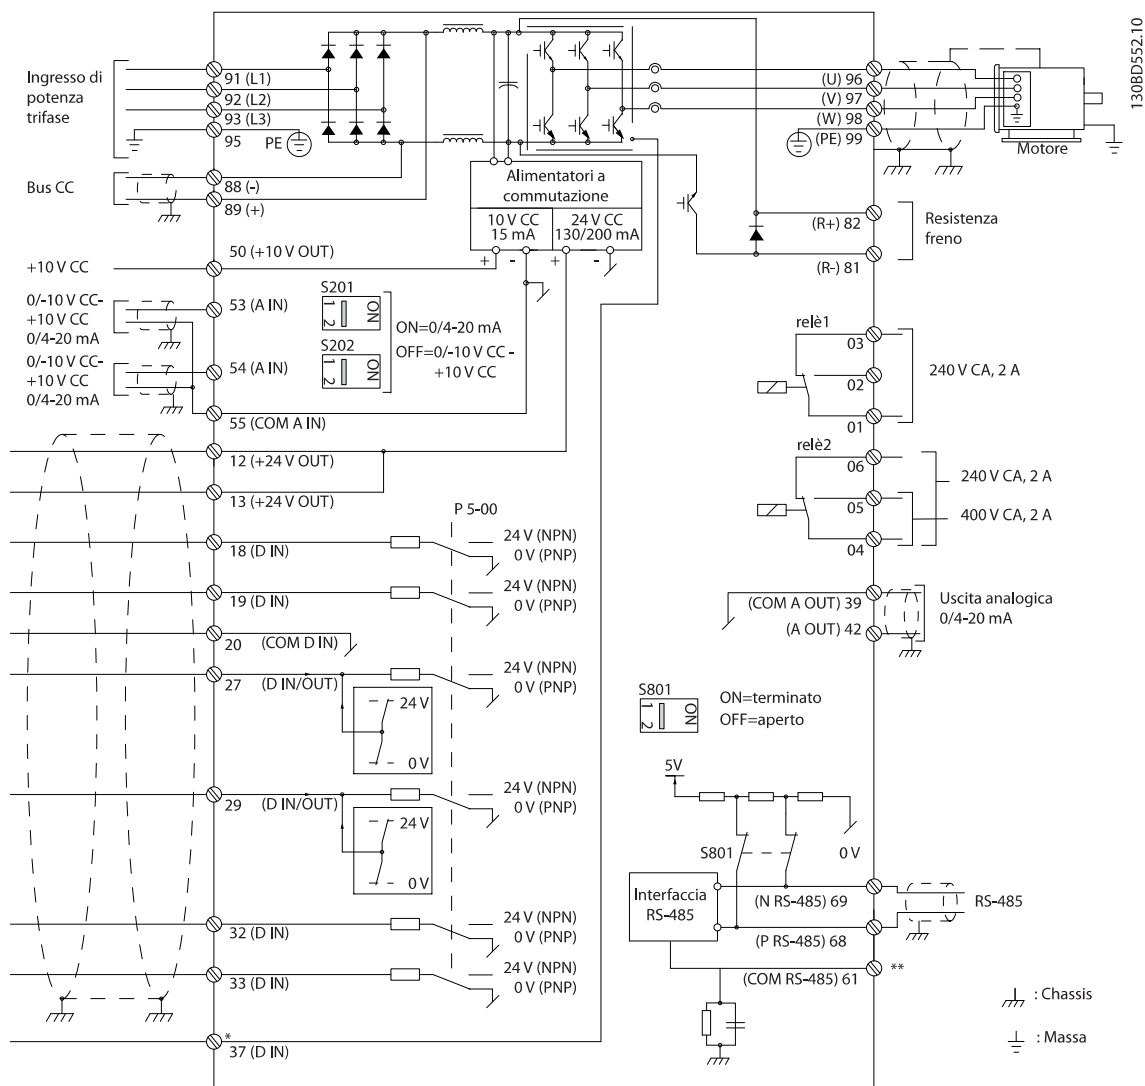 130BD552.10
Ingresso di
potenza
trifase
91 (L1)
92 (L2)
93 (L3)
95
PE
Bus CC
88 (-)
89 (+)
+10 V CC
50 (+10 V OUT)
0/-10 V CC-
+10 V CC
0/4-20 mA
53 (A IN)
0/-10 V CC-
+10 V CC
0/4-20 mA
54 (A IN)
55 (COM A IN)
12 (+24 V OUT)
13 (+24 V OUT)
18 (D IN)
19 (D IN)
20 (COM D IN)
27 (D IN/OUT)
24 V
0 V
29 (D IN/OUT)
24 V
0 V
32 (D IN)
33 (D IN)
*
37 (D IN)
S201
1 2 ON
S202
1 2 ON
ON=0/4-20 mA
OFF=0/-10 V CC -
+10 V CC
Alimentatori a
commutazione
10 V CC
15 mA
24 V CC
130/200 mA
+ - + -
P 5-00
24 V (NPN)
0 V (PNP)
24 V (NPN)
0 V (PNP)
24 V (NPN)
0 V (PNP)
24 V (NPN)
0 V (PNP)
24 V (NPN)
0 V (PNP)
24 V (NPN)
0 V (PNP)
(U) 96
(V) 97
(W) 98
(PE) 99
Motore
(R+) 82
(R-) 81
Resistenza
freno
relè1
03
02
01
240 V CA, 2 A
relè2
06
05
04
240 V CA, 2 A
400 V CA, 2 A
(COM A OUT) 39
(A OUT) 42
Uscita analogica
0/4-20 mA
S801
1 2 ON
ON=terminato
OFF=aperto
5V
S801
0 V
Interfaccia
RS-485
(N RS-485) 69
(P RS-485) 68
(COM RS-485) 61
RS-485
**
: Chassis
: Massa